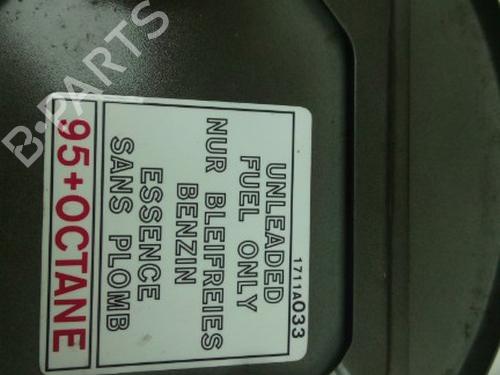 1711A033
UNLEADED
FUEL ONLY
NUR BLEIFREIES
BENZIN
ESSENCE
SANS PLOMB
95+OCTANE
B-PARTS